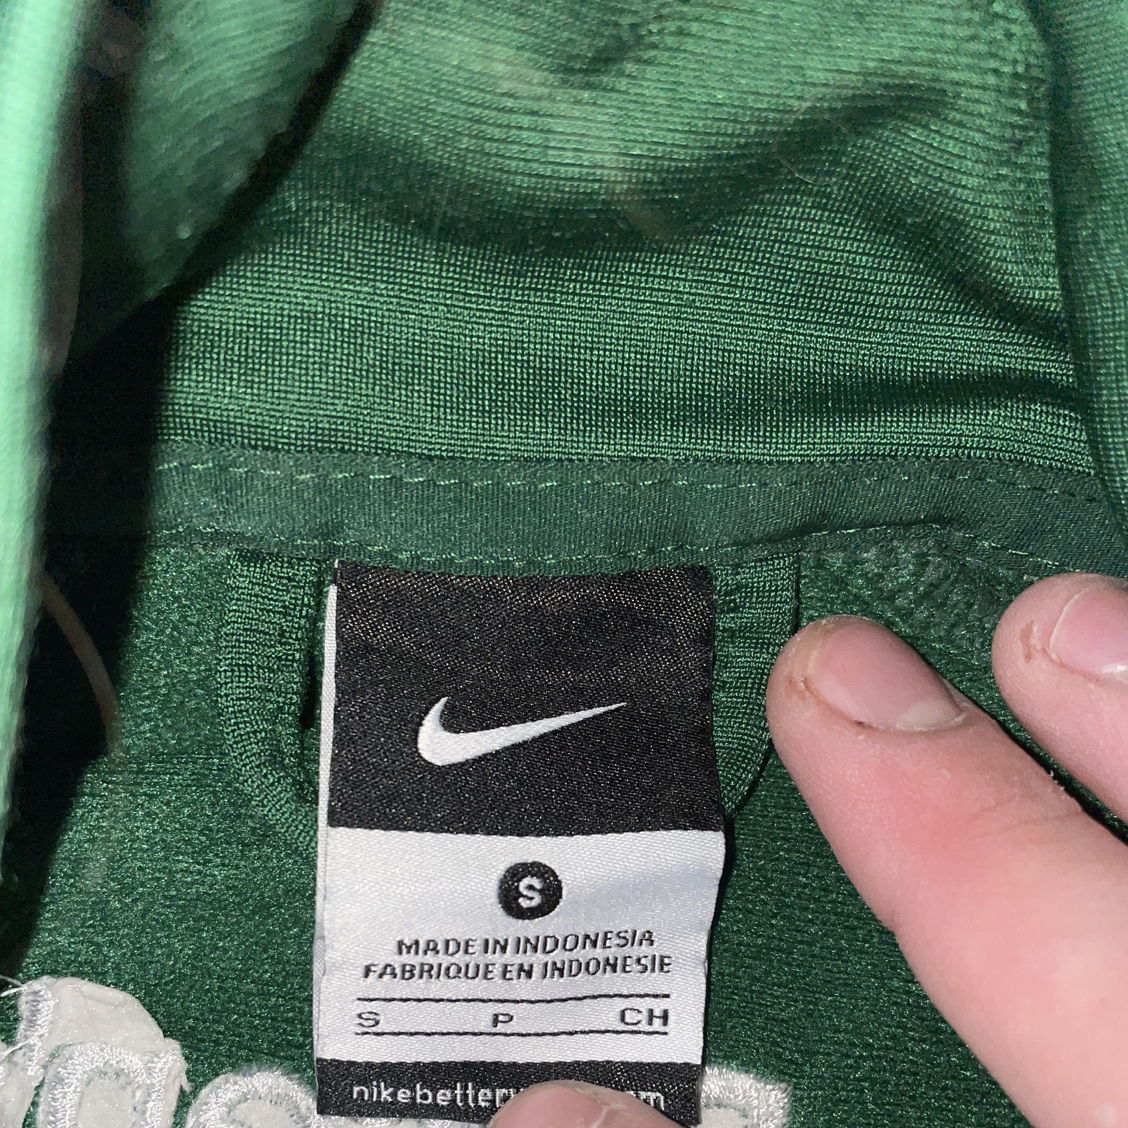 S
MADE IN INDONESIA
FABRIQUE EN INDONESIE
S P CH